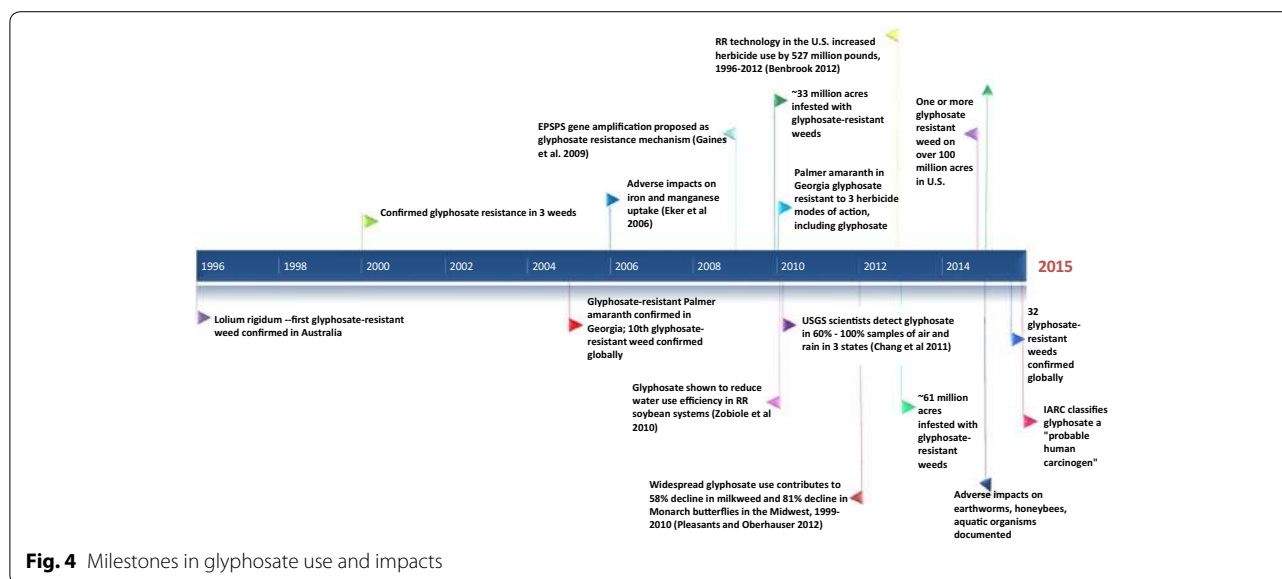 RR technology in the U.S. increased
herbicide use by 527 million pounds,
1996-2012 (Benbrook 2012)
~33 million acres
infested with
glyphosate-resistant
weeds
One or more
glyphosate
resistant
weed on
over 100
million acres
in U.S.
EPSPS gene amplification proposed as
glyphosate resistance mechanism (Gaines
et al. 2009)
Adverse impacts on
iron and manganese
uptake (Eker et al
2006)
Palmer amaranth in
Georgia glyphosate
resistant to 3 herbicide
modes of action,
including glyphosate
Confirmed glyphosate resistance in 3 weeds
1996 1998 2000 2002 2004 2006 2008 2010 2012 2014 2015
Lolium rigidum --first glyphosate-resistant
weed confirmed in Australia
Glyphosate-resistant Palmer
amaranth confirmed in
Georgia; 10th glyphosate-
resistant weed confirmed
globally
USGS scientists detect glyphosate
in 60% - 100% samples of air and
rain in 3 states (Chang et al 2011)
32
glyphosate-
resistant
weeds
confirmed
globally
Glyphosate shown to reduce
water use efficiency in RR
soybean systems (Zobiole et al
2010)
~61 million
acres
infested with
glyphosate-
resistant
weeds
IARC classifies
glyphosate a
"probable
human
carcinogen"
Widespread glyphosate use contributes to
58% decline in milkweed and 81% decline in
Monarch butterflies in the Midwest, 1999-
2010 (Pleasants and Oberhauser 2012)
Adverse impacts on
earthworms, honeybees,
aquatic organisms
documented
Fig. 4 Milestones in glyphosate use and impacts